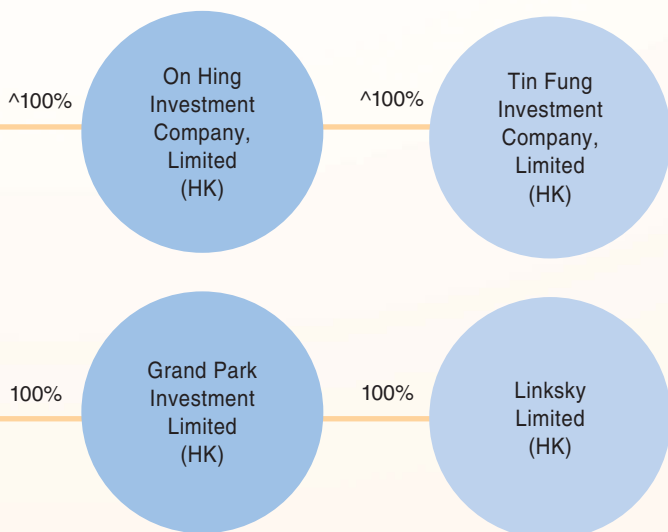 ^100%
On Hing
Investment
Company,
Limited
(HK)
^100%
Tin Fung
Investment
Company,
Limited
(HK)
100%
Grand Park
Investment
Limited
(HK)
100%
Linksky
Limited
(HK)